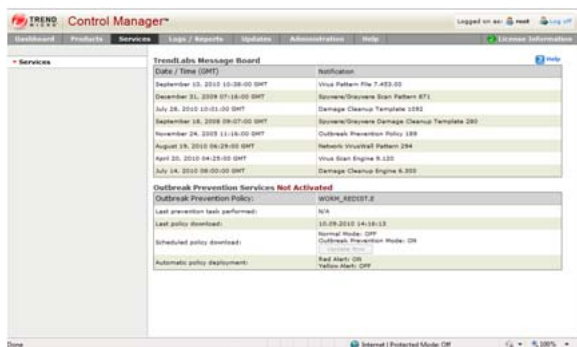 TREND MICRO Control Manager™
Logged on as: root Log off
Dashboard Products Services Logs / Reports Updates Administration Help License Information
Services
TrendLabs Message Board Help
Date / Time (GMT) Notification
September 10, 2010 10:38:00 GMT Virus Pattern File 7.453.00
December 31, 2009 07:16:00 GMT Spyware/Grayware Scan Pattern 871
July 28, 2010 10:01:00 GMT Damage Cleanup Template 1092
September 18, 2008 09:07:00 GMT Spyware/Grayware Damage Cleanup Template 280
November 24, 2005 11:16:00 GMT Outbreak Prevention Policy 189
August 19, 2010 06:29:00 GMT Network VirusWall Pattern 294
April 20, 2010 04:25:00 GMT Virus Scan Engine 9.120
July 14, 2010 08:00:00 GMT Damage Cleanup Engine 6.300
Outbreak Prevention Services Not Activated
Outbreak Prevention Policy: WORM_REDIST.E
Last prevention task performed: N/A
Last policy download: 10.09.2010 14:16:13
Scheduled policy download: Normal Mode: OFF
Outbreak Prevention Mode: ON
Update Now
Automatic policy deployment: Red Alert: ON
Yellow Alert: OFF
Done Internet | Protected Mode: Off 100%